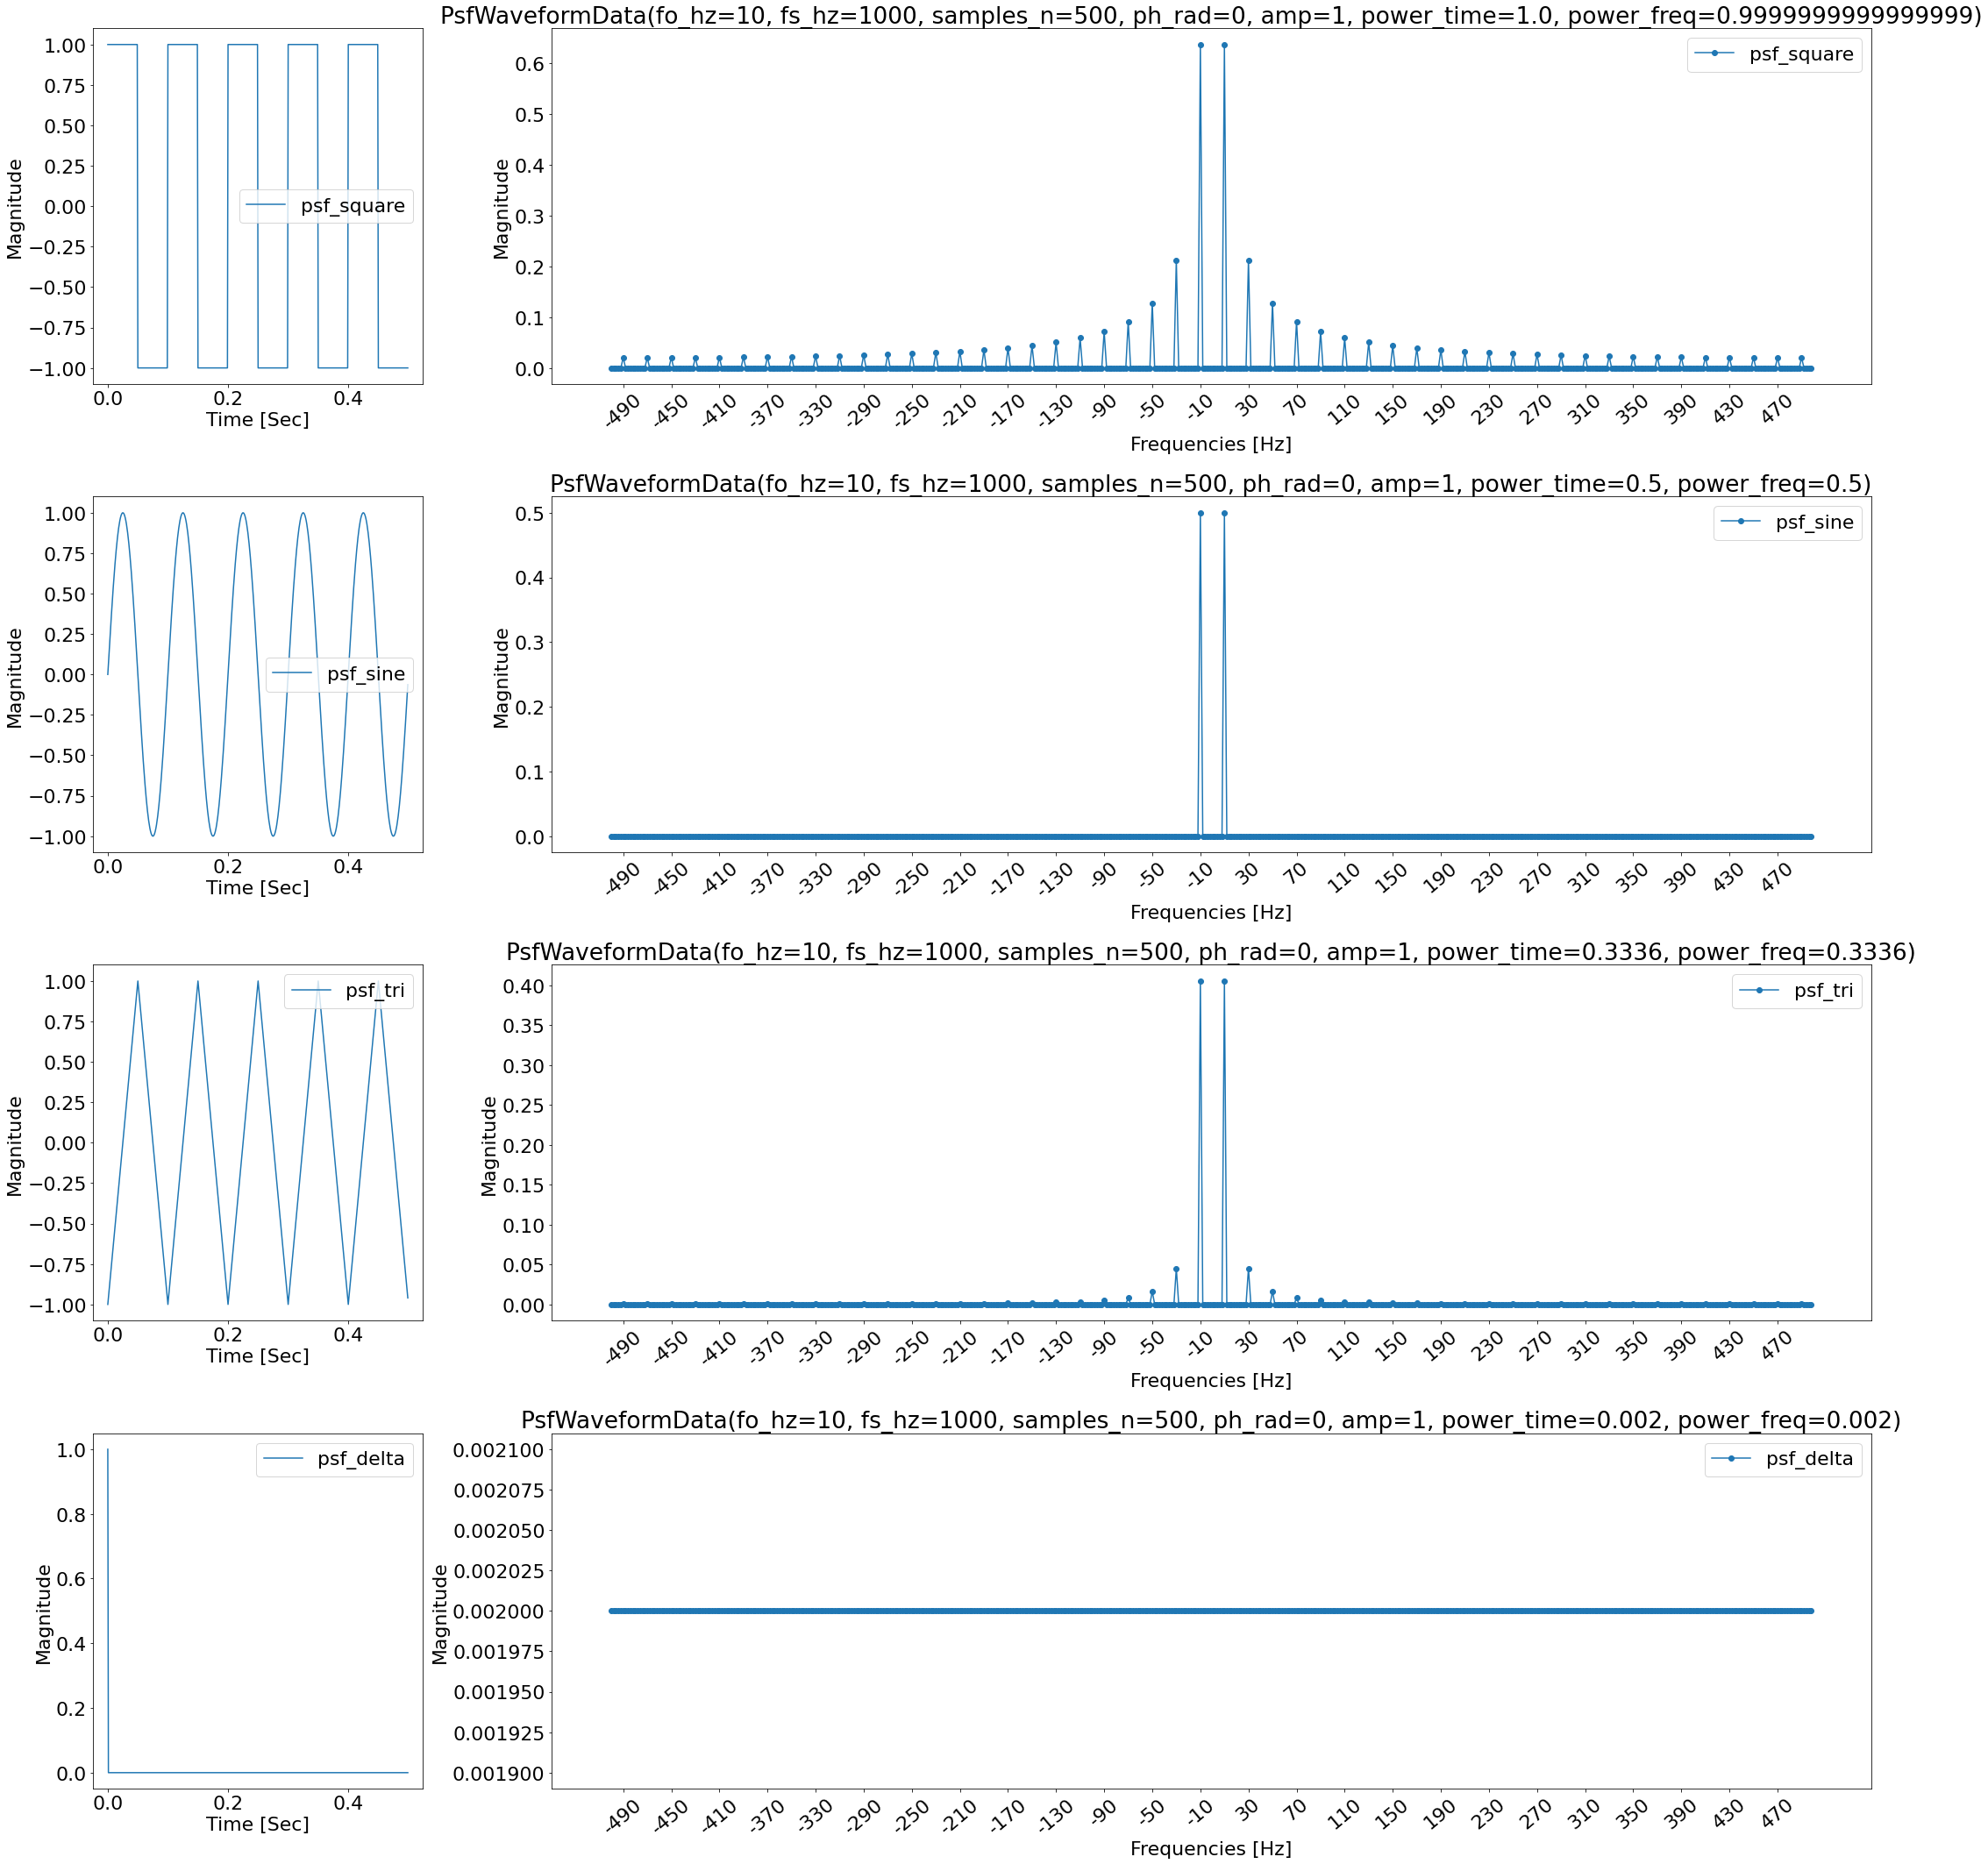 PsfWaveformData(fo_hz=10, fs_hz=1000, samples_n=500, ph_rad=0, amp=1, power_time=1.0, power_freq=0.9999999999999999)
Magnitude
1.00
0.75
0.50
0.25
0.00
−0.25
−0.50
−0.75
−1.00
psf_square
0.0 0.2 0.4
Time [Sec]
Magnitude
0.6
0.5
0.4
0.3
0.2
0.1
0.0
psf_square
-490 -450 -410 -370 -330 -290 -250 -210 -170 -130 -90 -50 -10 30 70 110 150 190 230 270 310 350 390 430 470
Frequencies [Hz]
PsfWaveformData(fo_hz=10, fs_hz=1000, samples_n=500, ph_rad=0, amp=1, power_time=0.5, power_freq=0.5)
Magnitude
1.00
0.75
0.50
0.25
0.00
−0.25
−0.50
−0.75
−1.00
psf_sine
0.0 0.2 0.4
Time [Sec]
Magnitude
0.5
0.4
0.3
0.2
0.1
0.0
psf_sine
-490 -450 -410 -370 -330 -290 -250 -210 -170 -130 -90 -50 -10 30 70 110 150 190 230 270 310 350 390 430 470
Frequencies [Hz]
PsfWaveformData(fo_hz=10, fs_hz=1000, samples_n=500, ph_rad=0, amp=1, power_time=0.3336, power_freq=0.3336)
Magnitude
1.00
0.75
0.50
0.25
0.00
−0.25
−0.50
−0.75
−1.00
psf_tri
0.0 0.2 0.4
Time [Sec]
Magnitude
0.40
0.35
0.30
0.25
0.20
0.15
0.10
0.05
0.00
psf_tri
-490 -450 -410 -370 -330 -290 -250 -210 -170 -130 -90 -50 -10 30 70 110 150 190 230 270 310 350 390 430 470
Frequencies [Hz]
PsfWaveformData(fo_hz=10, fs_hz=1000, samples_n=500, ph_rad=0, amp=1, power_time=0.002, power_freq=0.002)
Magnitude
1.0
0.8
0.6
0.4
0.2
0.0
psf_delta
0.0 0.2 0.4
Time [Sec]
Magnitude
0.002100
0.002075
0.002050
0.002025
0.002000
0.001975
0.001950
0.001925
0.001900
psf_delta
-490 -450 -410 -370 -330 -290 -250 -210 -170 -130 -90 -50 -10 30 70 110 150 190 230 270 310 350 390 430 470
Frequencies [Hz]